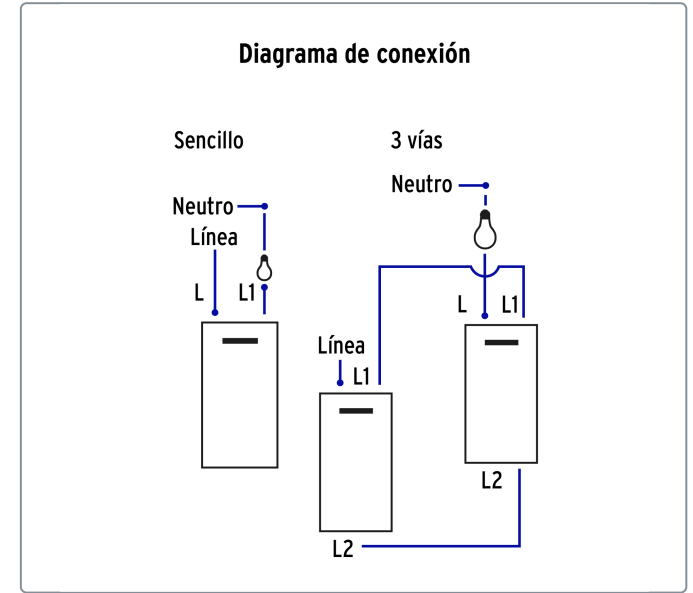 Diagrama de conexión
Sencillo
Neutro
Línea
L L1
3 vías
Neutro
L L1
Línea
L1
L2
L2